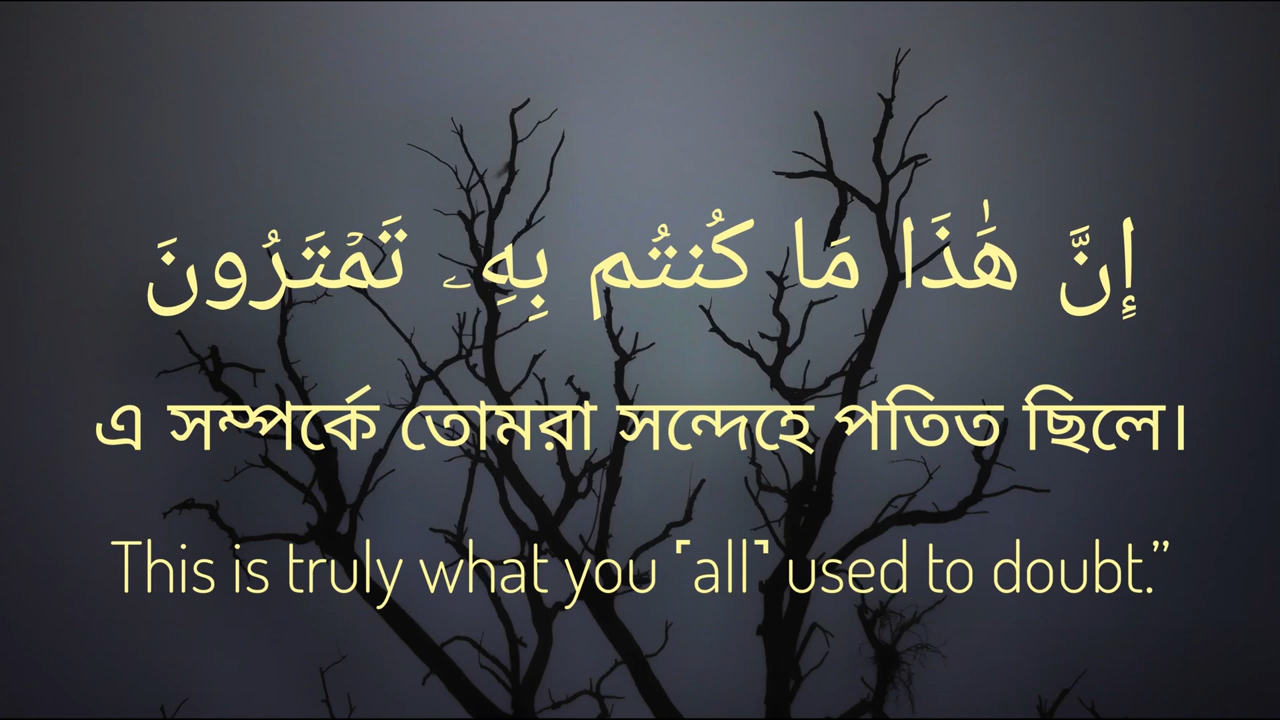 إِنَّ هَٰذَا مَا كُنتُم بِهِۦ تَمْتَرُونَ
এ সম্পর্কে তোমরা সন্দেহে পতিত ছিলে।
This is truly what you ˹all˺ used to doubt.”